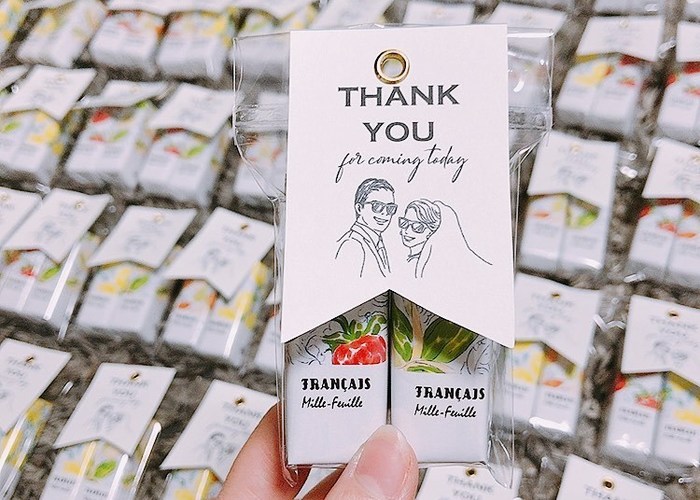 THANK
YOU
for coming today
FRANÇAIS
Mille-Feuille
FRANÇAIS
Mille-Feuille